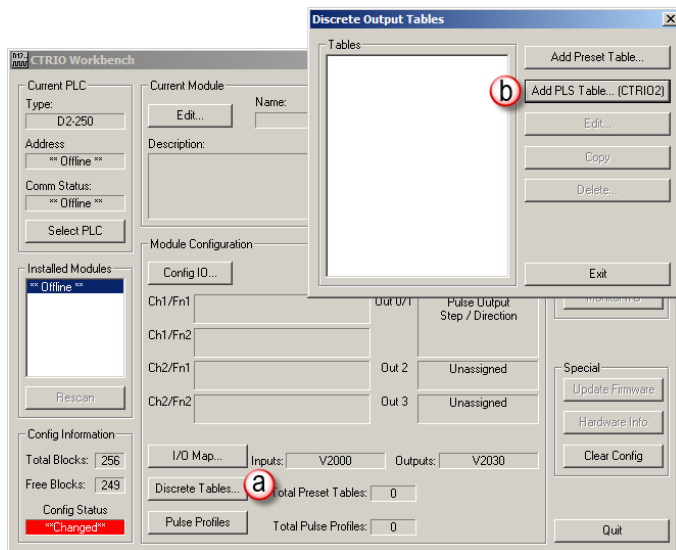 Discrete Output Tables
Tables
Add Preset Table...
b
Add PLS Table... (CTRIO2)
Edit...
Copy
Delete...
Exit
CTRIO Workbench
Current PLC
Type:
D2-250
Address
** Offline **
Comm Status:
** Offline **
Select PLC
Current Module
Edit...
Name:
Description:
Installed Modules
** Offline **
Rescan
Module Configuration
Config IO...
Ch1/Fn1
Ch1/Fn2
Ch2/Fn1
Ch2/Fn2
Out 0/1
Pulse Output
Step / Direction
Out 2
Unassigned
Out 3
Unassigned
Special
Update Firmware
Hardware Info
Clear Config
Config Information
Total Blocks: 256
Free Blocks: 249
Config Status
**Changed**
I/O Map...
Inputs: V2000
Outputs: V2030
Discrete Tables...
a
Total Preset Tables: 0
Pulse Profiles
Total Pulse Profiles: 0
Quit